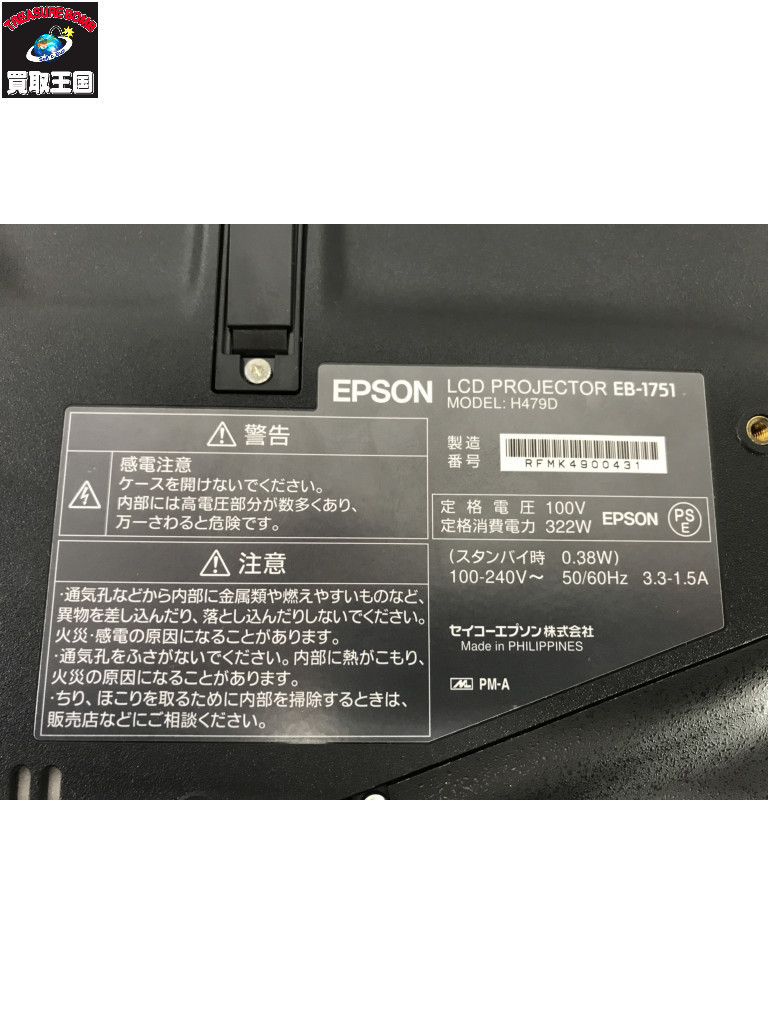 TREASURE BOMB
買取王国
EPSON LCD PROJECTOR EB-1751
MODEL: H479D
製造
番号
RFMK4900431
警告
感電注意
ケースを開けないでください。
内部には高電圧部分が数多くあり、
万一さわると危険です。
定格電圧 100V
定格消費電力 322W
EPSON
PS
E
(スタンバイ時 0.38W)
100-240V～ 50/60Hz 3.3-1.5A
注意
・通気孔などから内部に金属類や燃えやすいものなど、
異物を差し込んだり、落とし込んだりしないでください。
火災・感電の原因になることがあります。
・通気孔をふさがないでください。内部に熱がこもり、
火災の原因になることがあります。
・ちり、ほこりを取るために内部を掃除するときは、
販売店などにご相談ください。
セイコーエプソン株式会社
Made in PHILIPPINES
PM-A